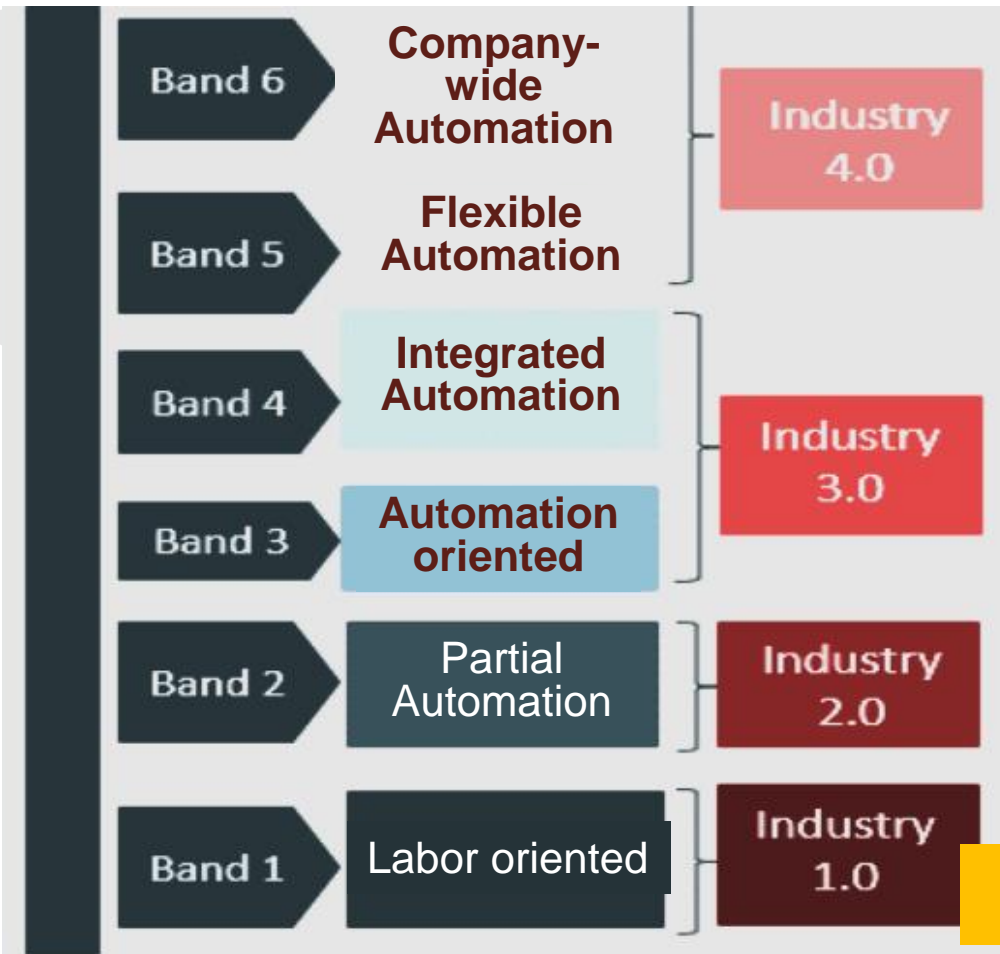 Band 6
Company-
wide
Automation
Industry
4.0
Band 5
Flexible
Automation
Band 4
Integrated
Automation
Industry
3.0
Band 3
Automation
oriented
Band 2
Partial
Automation
Industry
2.0
Band 1
Labor oriented
Industry
1.0